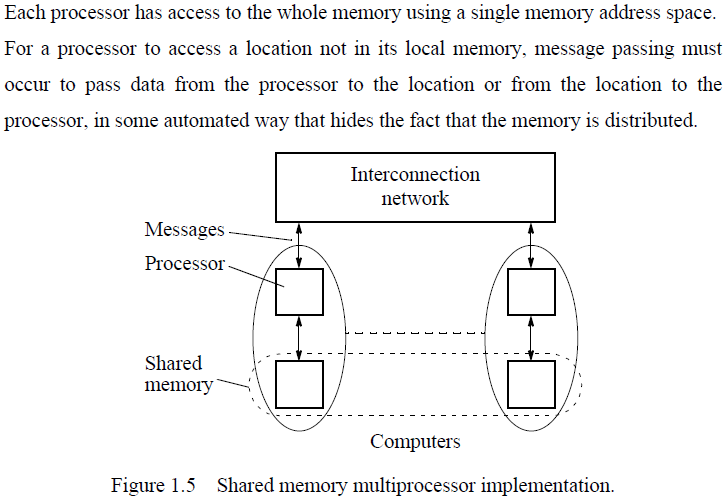 Each processor has access to the whole memory using a single memory address space.
For a processor to access a location not in its local memory, message passing must
occur to pass data from the processor to the location or from the location to the
processor, in some automated way that hides the fact that the memory is distributed.
Interconnection
network
Messages
Processor
Shared
memory
Computers
Figure 1.5 Shared memory multiprocessor implementation.